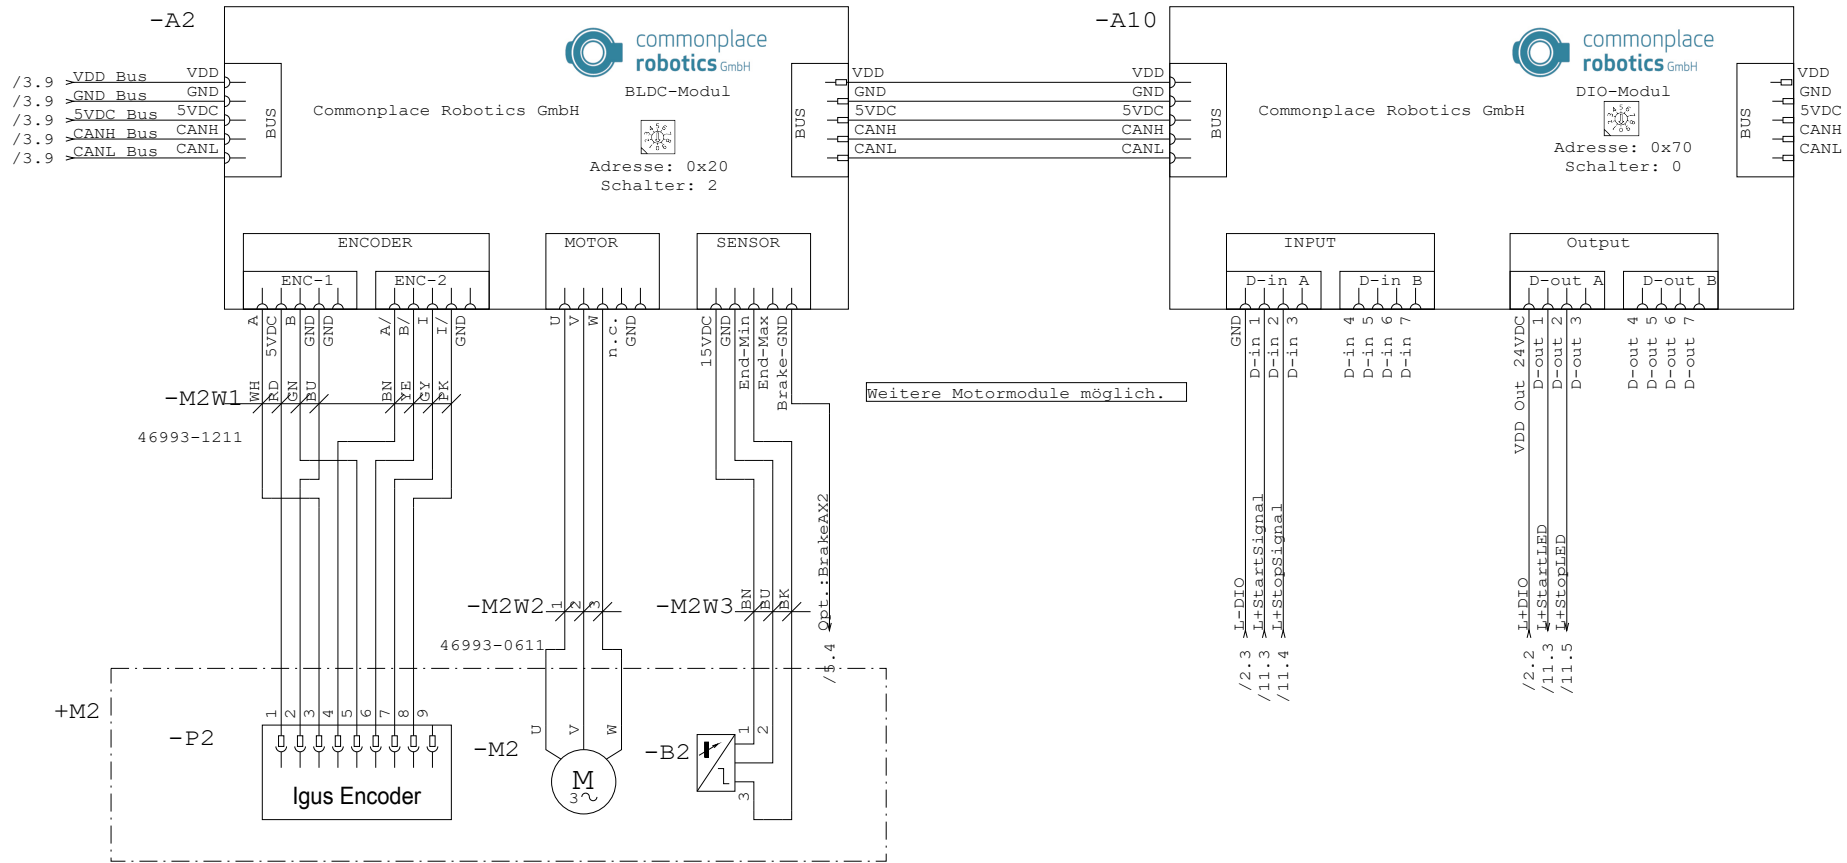 -A2
-A10
commonplace
robotics GmbH
commonplace
robotics GmbH
/3.9 VDD Bus VDD
/3.9 GND Bus GND
/3.9 5VDC Bus 5VDC
/3.9 CANH Bus CANH
/3.9 CANL Bus CANL
BUS
Commonplace Robotics GmbH
BLDC-Modul
Adresse: 0x20
Schalter: 2
BUS
VDD
GND
5VDC
CANH
CANL
VDD
GND
5VDC
CANH
CANL
BUS
Commonplace Robotics GmbH
DIO-Modul
Adresse: 0x70
Schalter: 0
BUS
VDD
GND
5VDC
CANH
CANL
ENCODER
MOTOR
SENSOR
INPUT
Output
ENC-1
ENC-2
D-in A
D-in B
D-out A
D-out B
A
5VDC
B
GND
GND
A/
B/
I
I/
GND
U
V
W
n.c.
GND
15VDC
GND
End-Min
End-Max
Brake-GND
GND
D-in 1
D-in 2
D-in 3
D-in 4
D-in 5
D-in 6
D-in 7
VDD Out 24VDC
D-out 1
D-out 2
D-out 3
D-out 4
D-out 5
D-out 6
D-out 7
-M2W1
WH
RD
GN
BU
BN
YE
GY
PK
46993-1211
Weitere Motormodule möglich.
-M2W2
1
2
3
46993-0611
-M2W3
BN
BU
BK
Opt.:BrakeAX2
/5.4
L-DIO
L+StartSignal
L+StopSignal
/2.3
/11.3
/11.4
L+DIO
L+StartLED
L+StopLED
/2.2
/11.3
/11.5
+M2
-P2
1
2
3
4
5
6
7
8
9
Igus Encoder
-M2
U
V
W
M
3
-B2
1
2
3